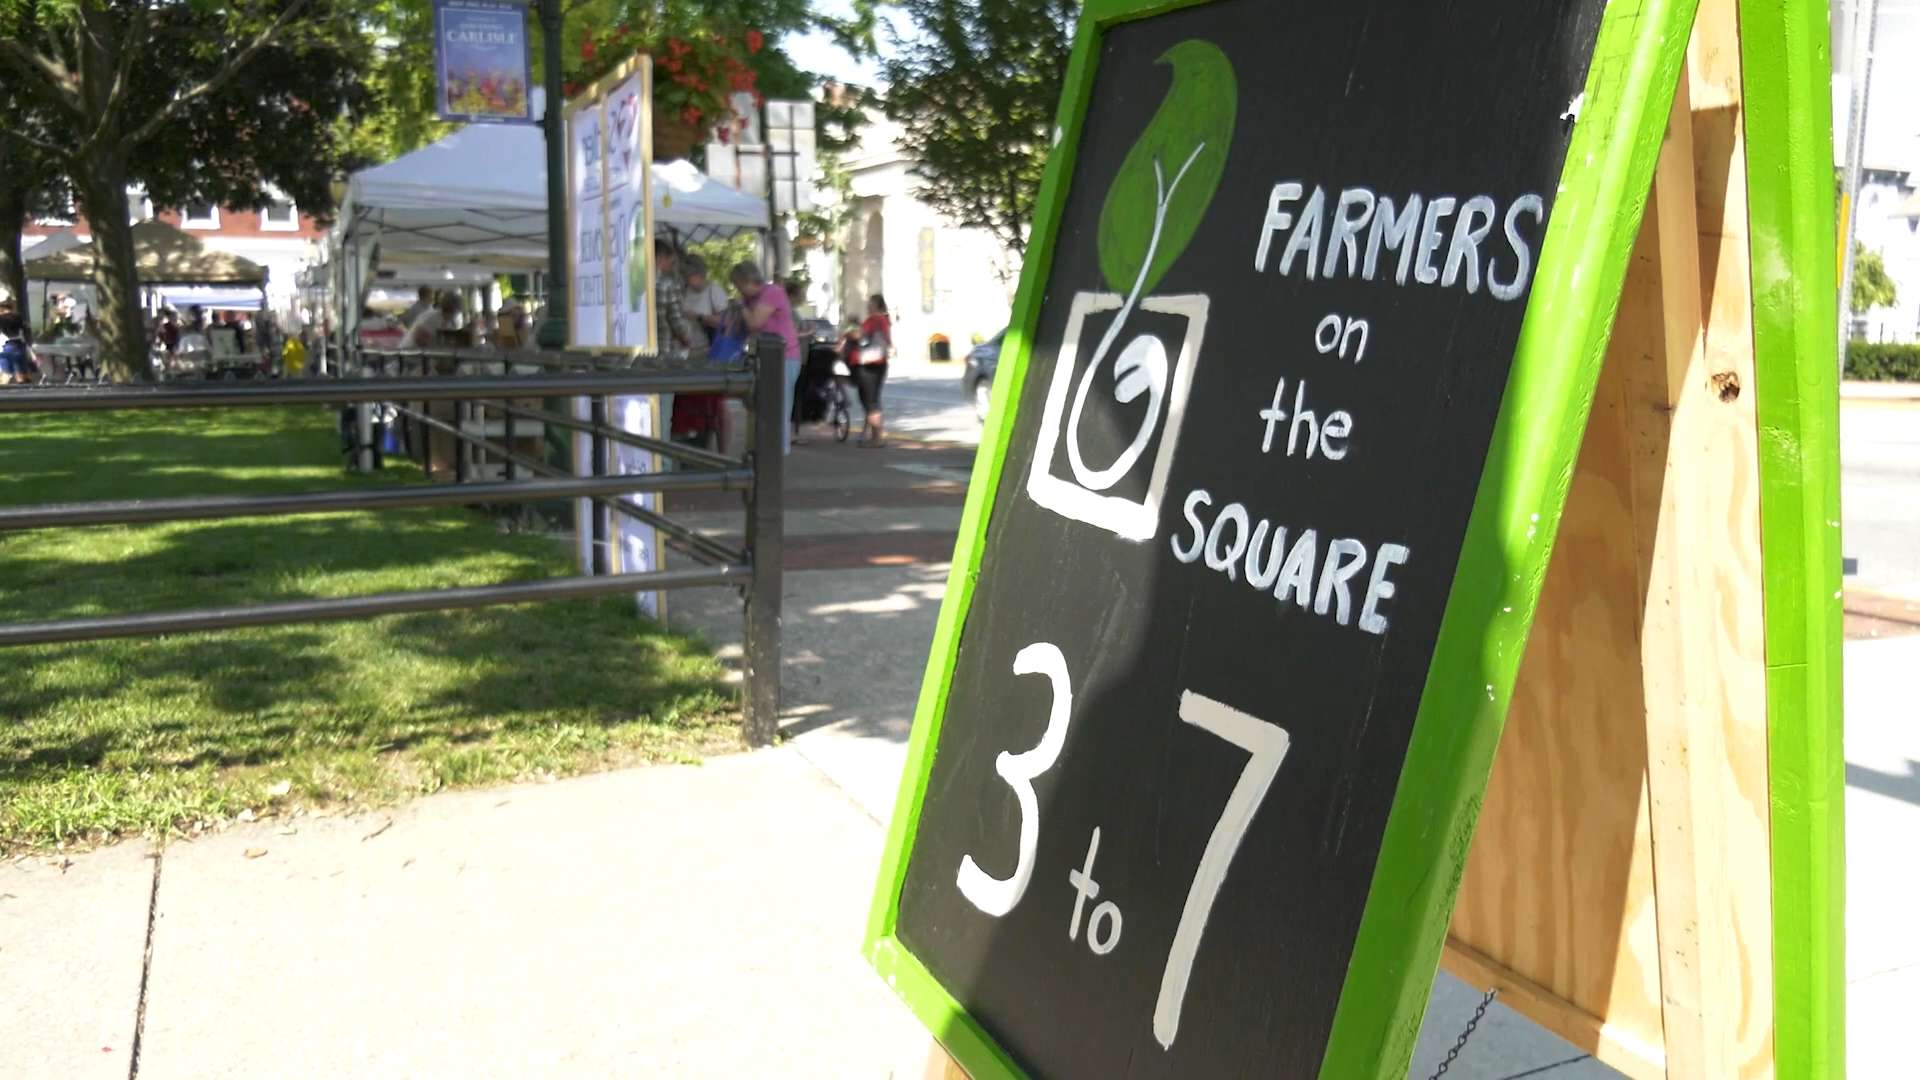 CARLISLE
FARMERS
on
the
SQUARE
3 to 7